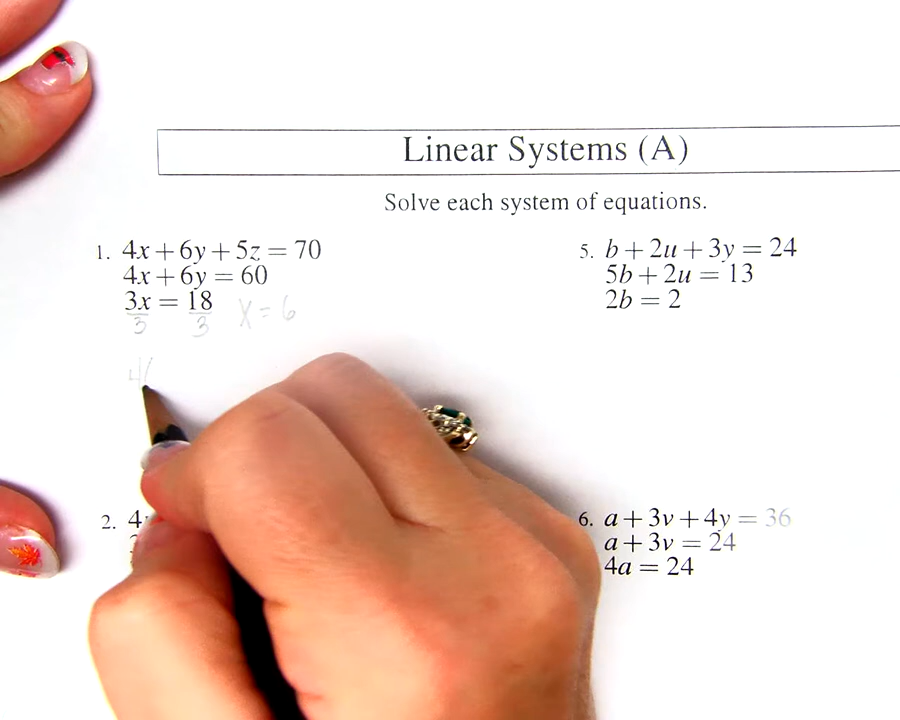 Linear Systems (A)
Solve each system of equations.
1. 4x + 6y + 5z = 70
4x + 6y = 60
3x = 18 x = 6
3 3
4(
2. 4
5. b + 2u + 3y = 24
5b + 2u = 13
2b = 2
6. a + 3v + 4y = 36
a + 3v = 24
4a = 24